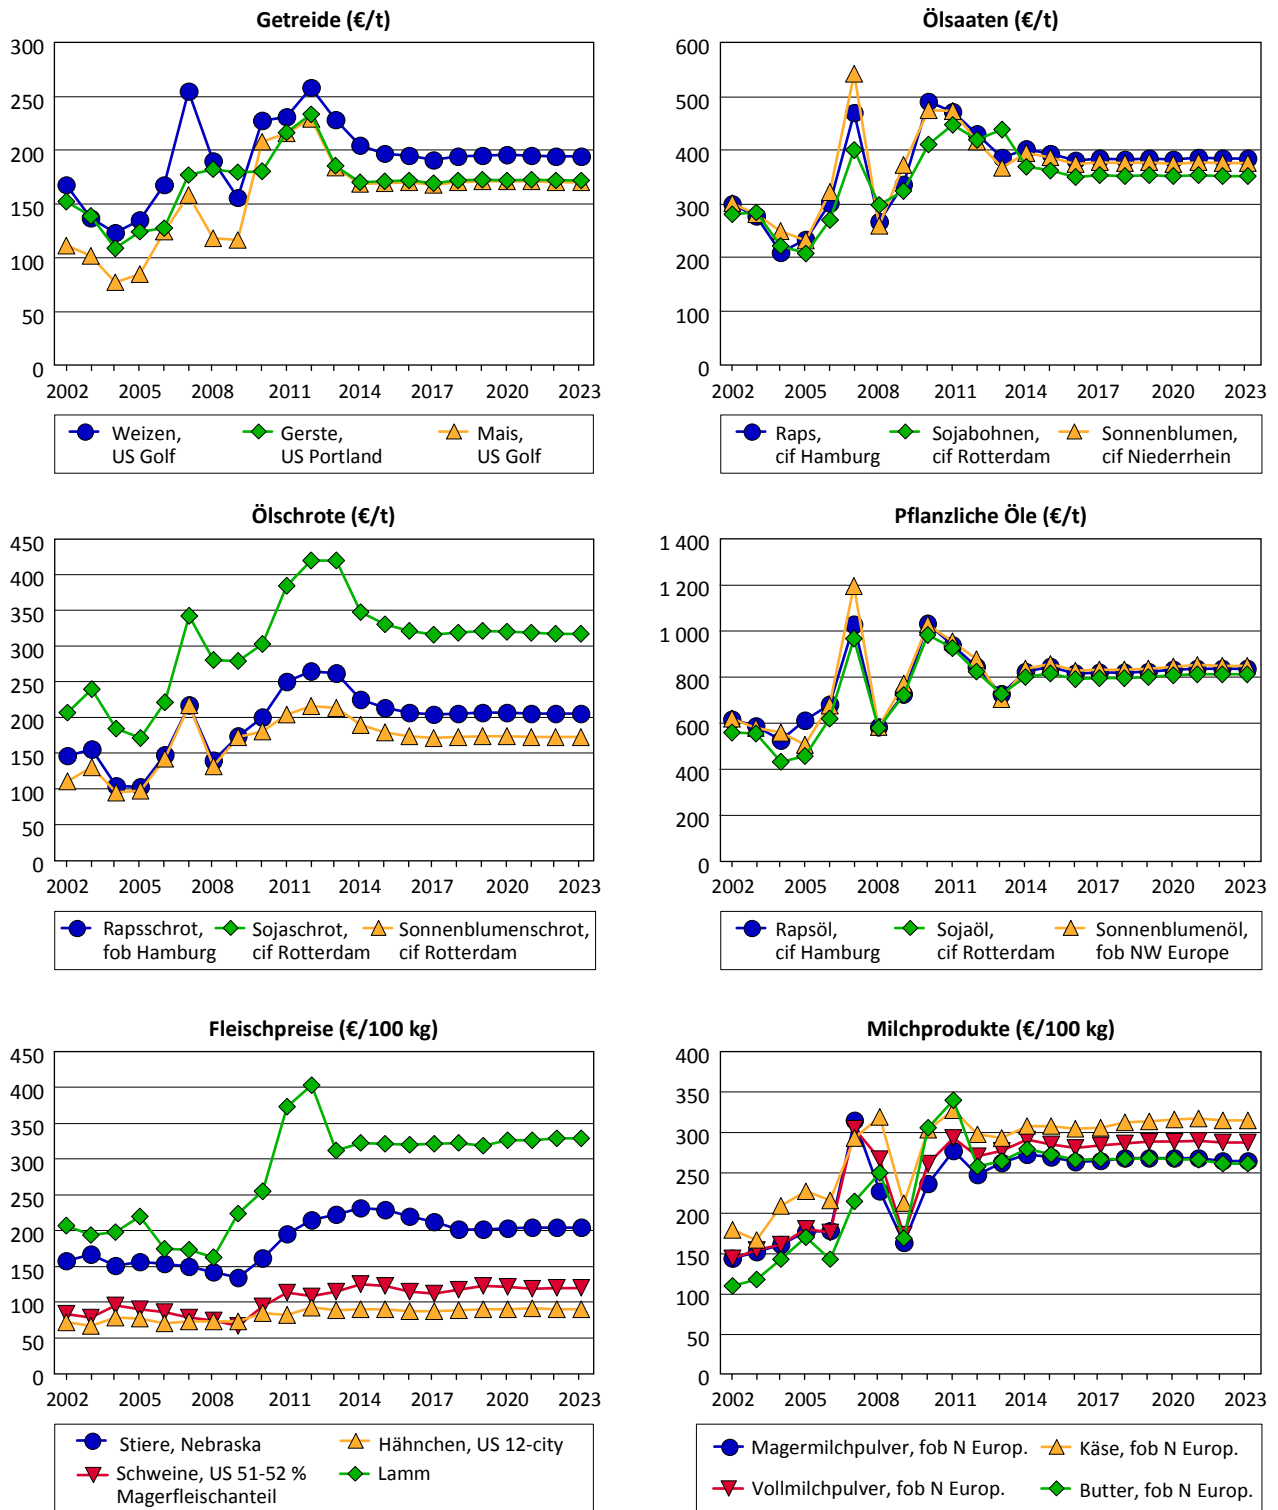 Getreide (€/t)
300
250
200
150
100
50
0
2002 2005 2008 2011 2014 2017 2020 2023
Weizen, US Golf
Gerste, US Portland
Mais, US Golf
Ölsaaten (€/t)
600
500
400
300
200
100
0
2002 2005 2008 2011 2014 2017 2020 2023
Raps, cif Hamburg
Sojabohnen, cif Rotterdam
Sonnenblumen, cif Niederrhein
Ölschrote (€/t)
450
400
350
300
250
200
150
100
50
0
2002 2005 2008 2011 2014 2017 2020 2023
Rapsschrot, fob Hamburg
Sojaschrot, cif Rotterdam
Sonnenblumenschrot, cif Rotterdam
Pflanzliche Öle (€/t)
1 400
1 200
1 000
800
600
400
200
0
2002 2005 2008 2011 2014 2017 2020 2023
Rapsöl, cif Hamburg
Sojaöl, cif Rotterdam
Sonnenblumenöl, fob NW Europe
Fleischpreise (€/100 kg)
450
400
350
300
250
200
150
100
50
0
2002 2005 2008 2011 2014 2017 2020 2023
Stiere, Nebraska
Hähnchen, US 12-city
Schweine, US 51-52 % Magerfleischanteil
Lamm
Milchprodukte (€/100 kg)
400
350
300
250
200
150
100
50
0
2002 2005 2008 2011 2014 2017 2020 2023
Magermilchpulver, fob N Europ.
Käse, fob N Europ.
Vollmilchpulver, fob N Europ.
Butter, fob N Europ.